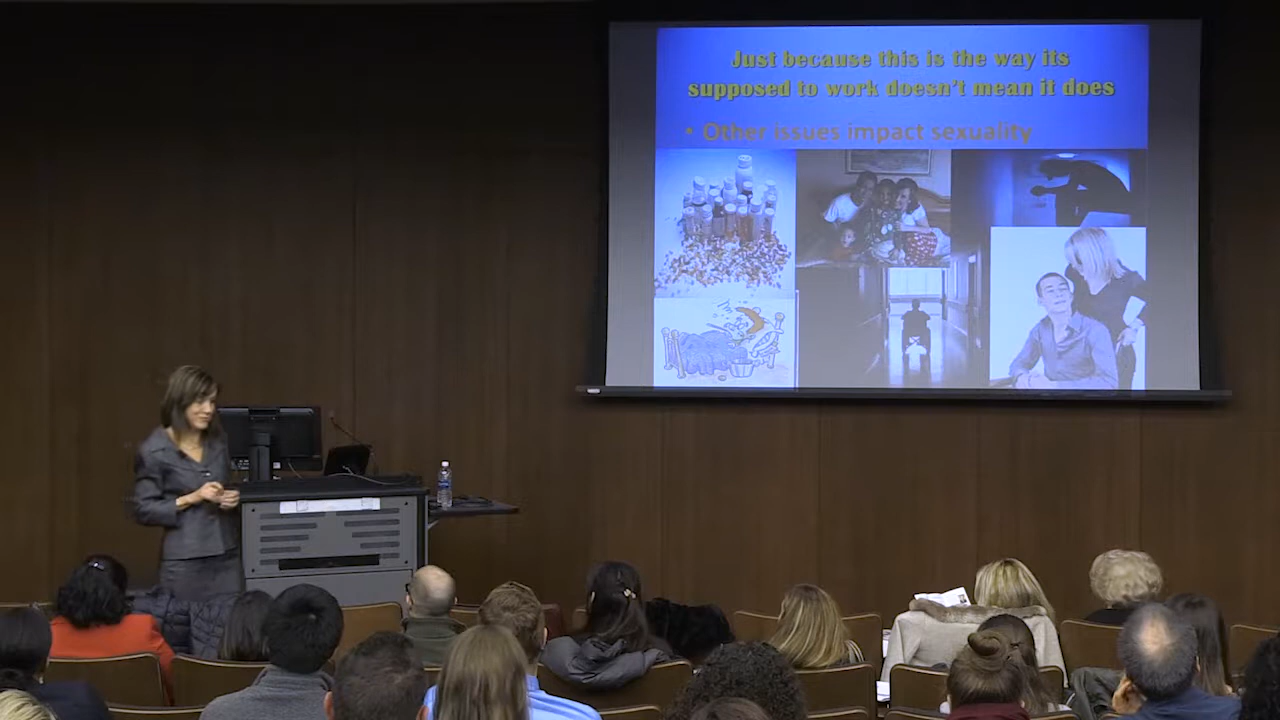 Just because this is the way its
supposed to work doesn't mean it does
• Other issues impact sexuality